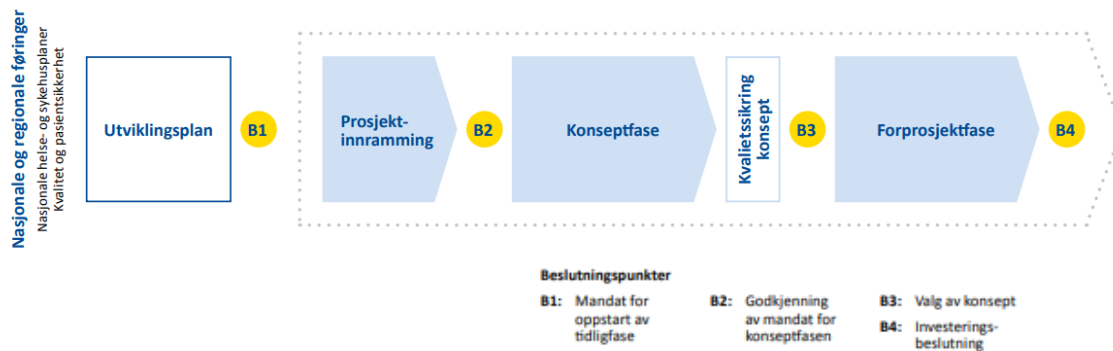 Nasjonale og regionale føringer
Nasjonale helse- og sykehusplaner
Kvalitet og pasientsikkerhet
Utviklingsplan
B1
Prosjekt-
innramming
B2
Konseptfase
Kvalietssikring
konsept
B3
Forprosjektfase
B4
Beslutningspunkter
B1: Mandat for
oppstart av
tidligfase
B2: Godkjenning
av mandat for
konseptfasen
B3: Valg av konsept
B4: Investerings-
beslutning